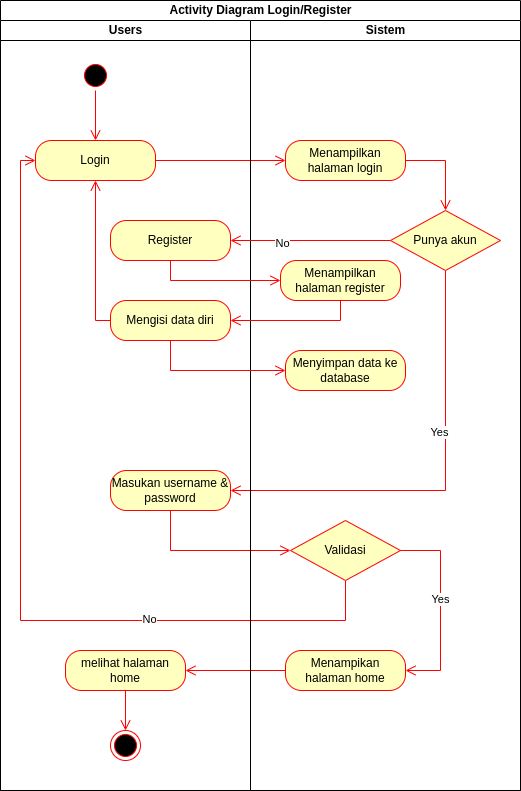 Activity Diagram Login/Register
Users
Sistem
Login
Menampilkan
halaman login
Punya akun
No
Register
Menampilkan
halaman register
Mengisi data diri
Menyimpan data ke
database
Yes
Masukan username &
password
Validasi
Yes
No
melihat halaman
home
Menampikan
halaman home